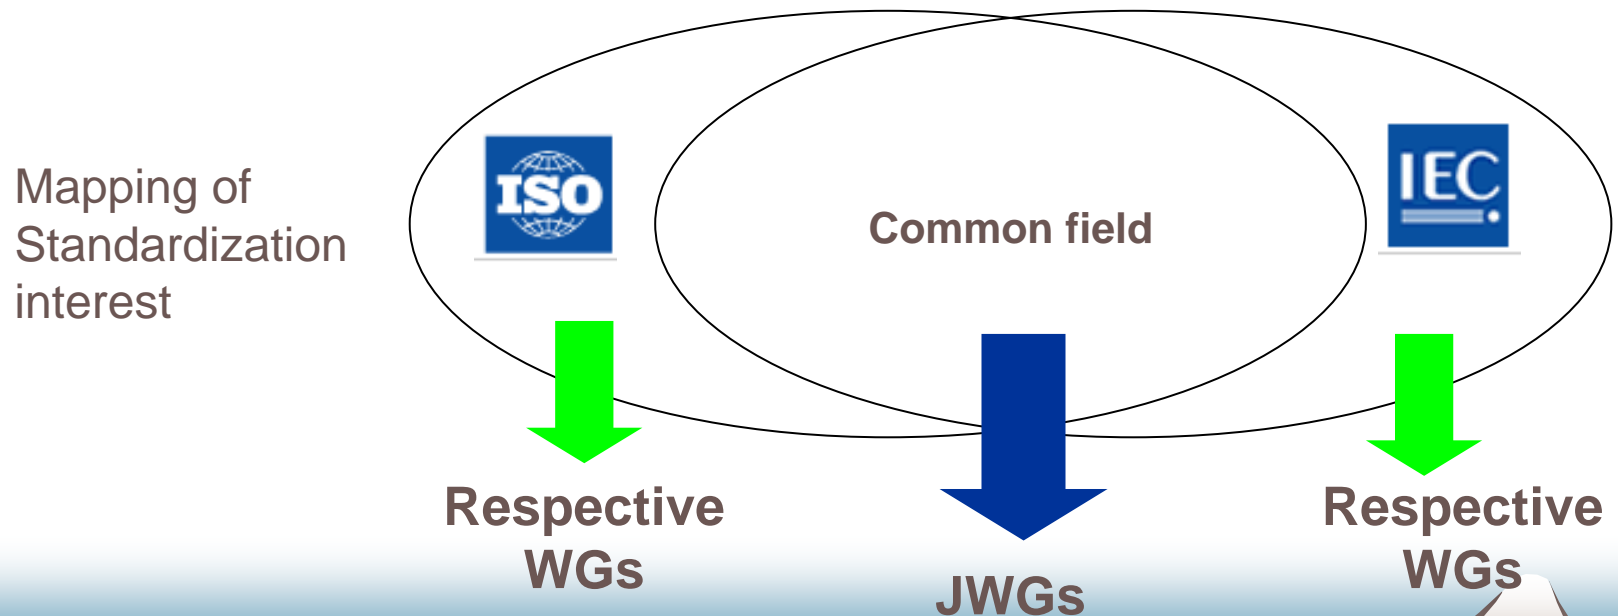 Mapping of
Standardization
interest
ISO
Common field
IEC
Respective
WGs
JWGs
Respective
WGs